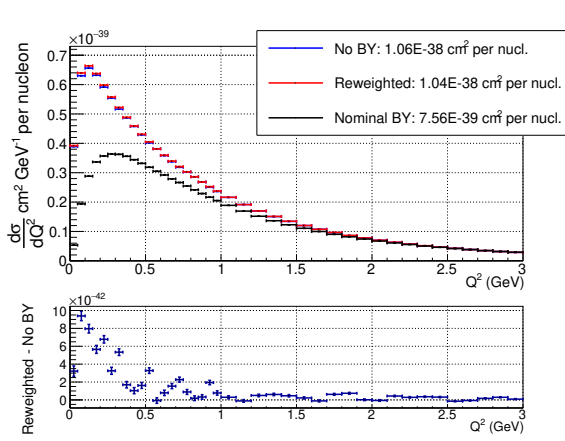 ×10⁻³⁹
No BY: 1.06E-38 cm² per nucl.
Reweighted: 1.04E-38 cm² per nucl.
Nominal BY: 7.56E-39 cm² per nucl.
dσ/dQ² cm² GeV⁻¹ per nucleon
0.7
0.6
0.5
0.4
0.3
0.2
0.1
0
0 0.5 1 1.5 2 2.5 3
Q² (GeV)
×10⁻⁴²
Reweighted - No BY
10
8
6
4
2
0
0 0.5 1 1.5 2 2.5 3
Q² (GeV)